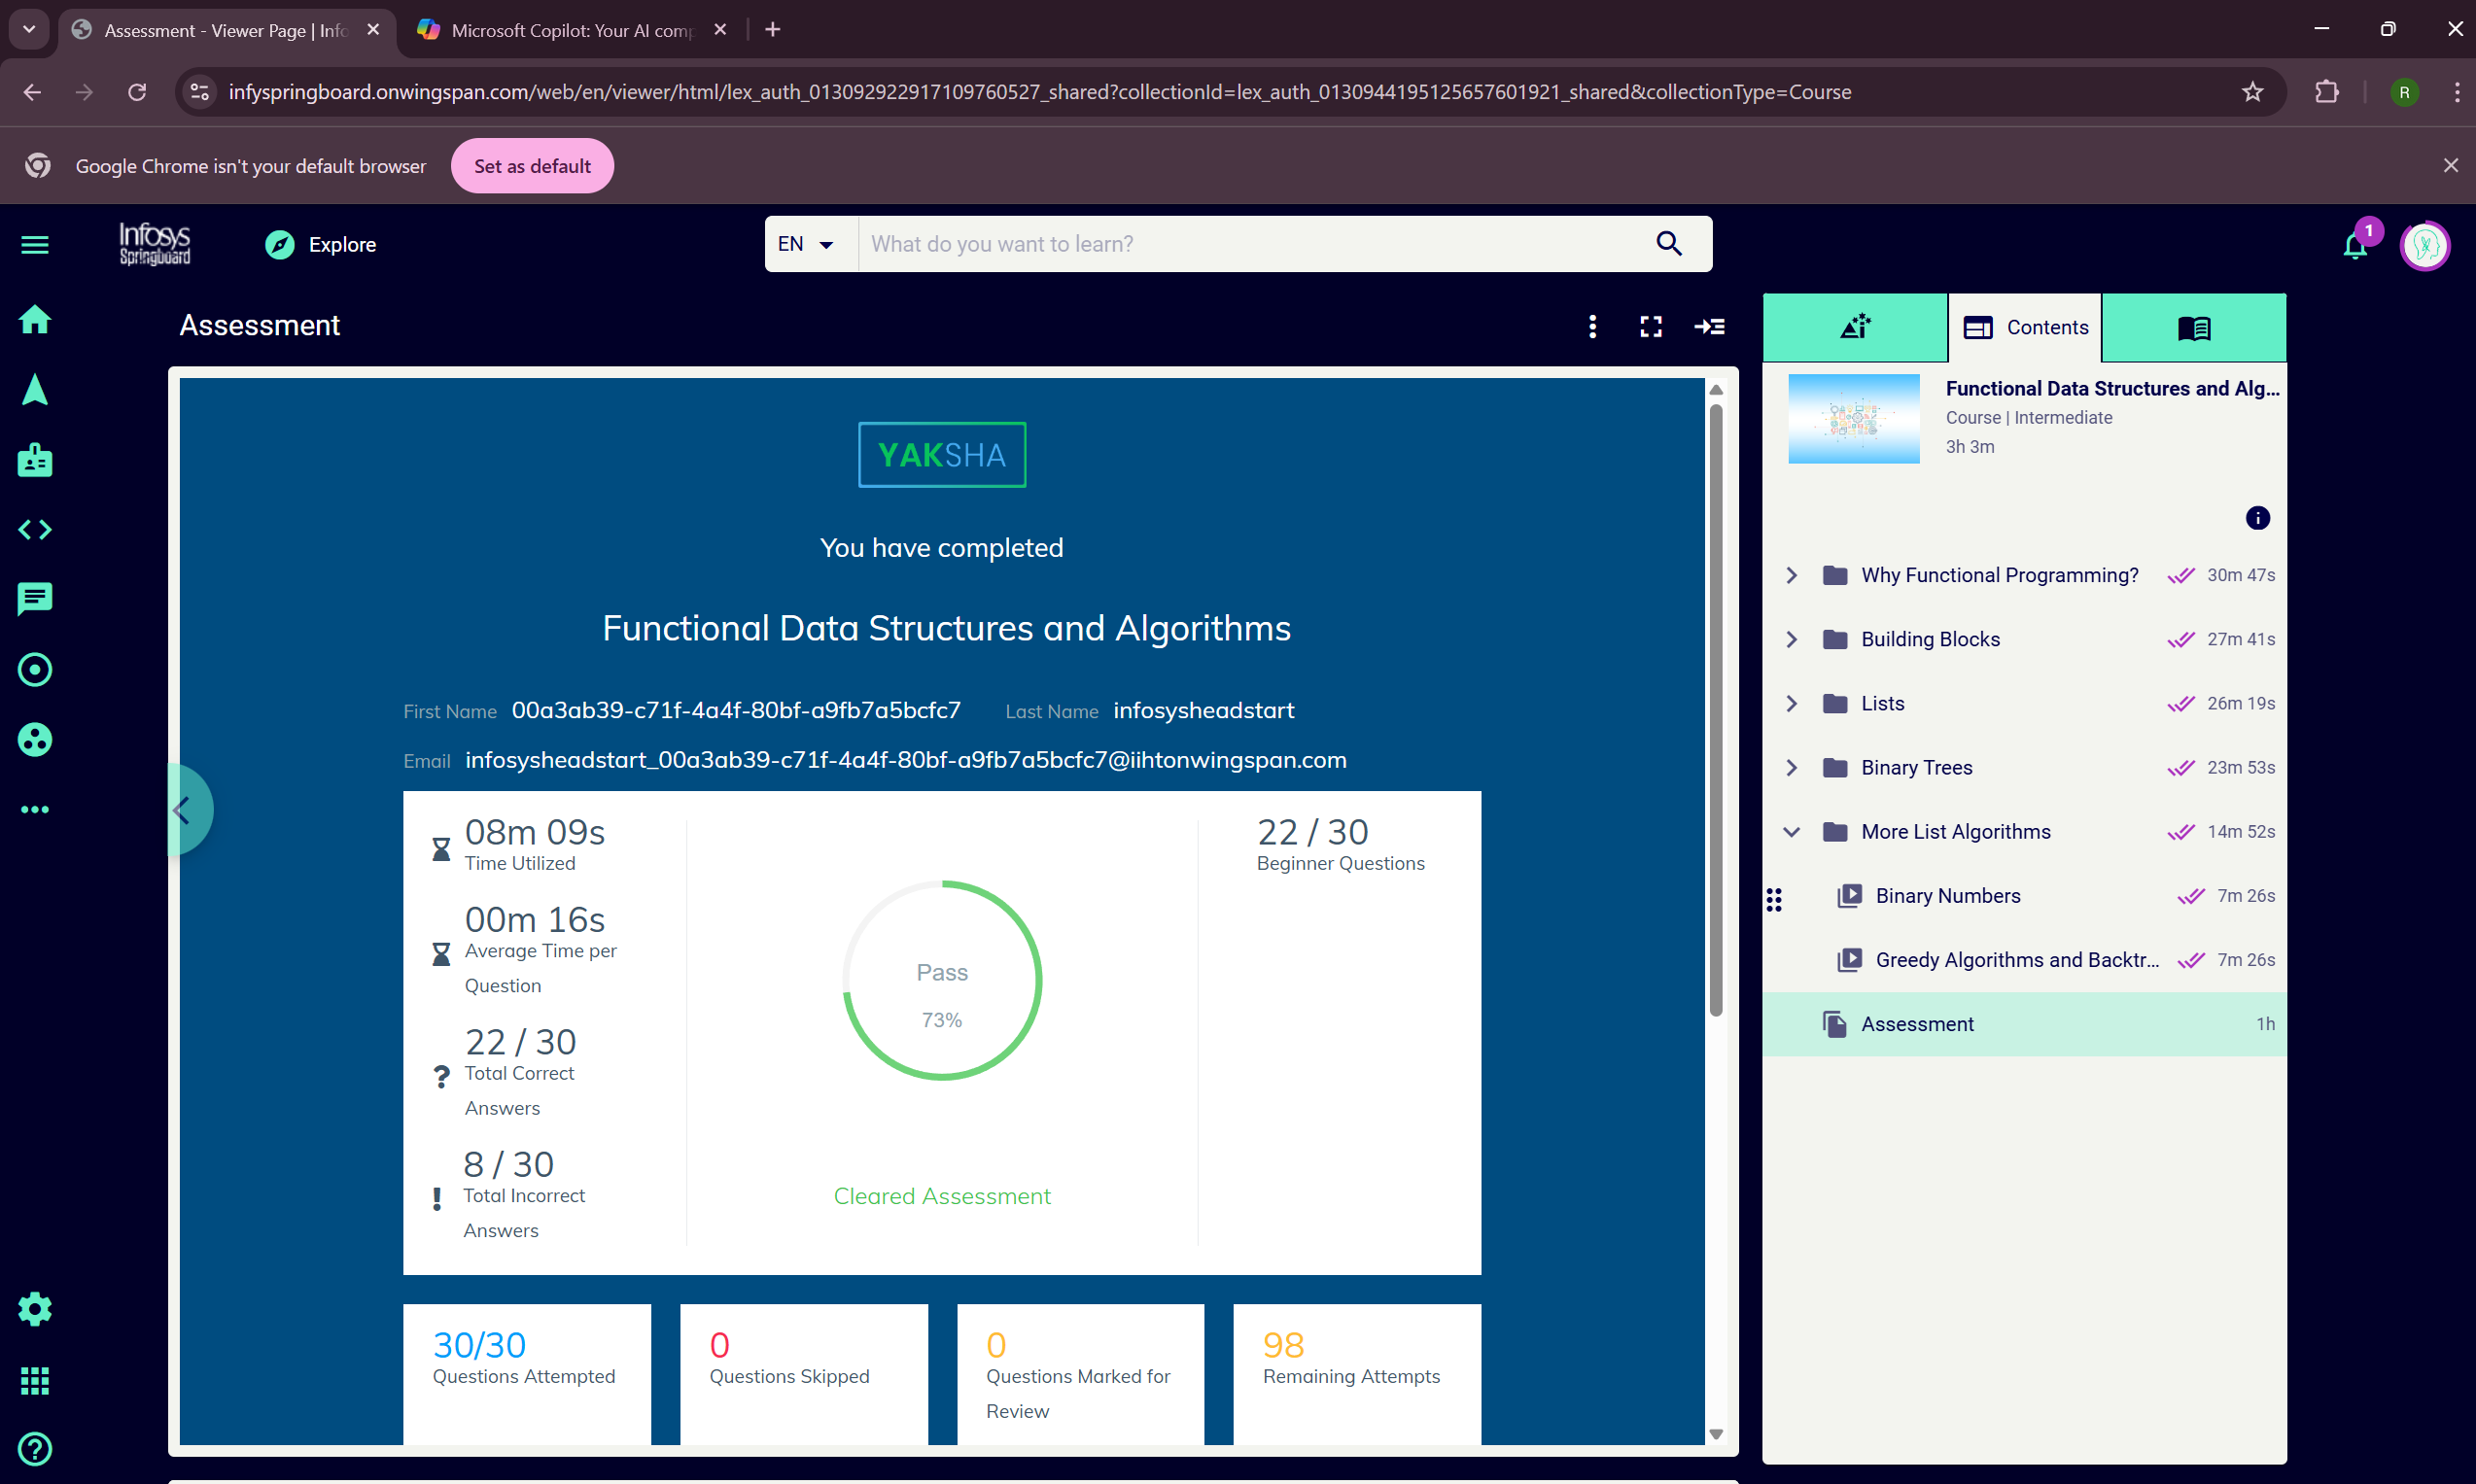 Assessment - Viewer Page | Info
Microsoft Copilot: Your AI comp
infyspringboard.onwingspan.com/web/en/viewer/html/lex_auth_013092922917109760527_shared?collectionId=lex_auth_0130944195125657601921_shared&collectionType=Course
R
Google Chrome isn't your default browser
Set as default
Infosys
Springboard
Explore
EN
What do you want to learn?
1
Assessment
Contents
YAKSHA
You have completed
Functional Data Structures and Algorithms
First Name 00a3ab39-c71f-4a4f-80bf-a9fb7a5bcfc7 Last Name infosysheadstart
Email infosysheadstart_00a3ab39-c71f-4a4f-80bf-a9fb7a5bcfc7@iihtonwingspan.com
08m 09s
Time Utilized
00m 16s
Average Time per
Question
22 / 30
Total Correct
Answers
8 / 30
Total Incorrect
Answers
Pass
73%
Cleared Assessment
22 / 30
Beginner Questions
30/30
Questions Attempted
0
Questions Skipped
0
Questions Marked for
Review
98
Remaining Attempts
Functional Data Structures and Alg...
Course | Intermediate
3h 3m
Why Functional Programming? 30m 47s
Building Blocks 27m 41s
Lists 26m 19s
Binary Trees 23m 53s
More List Algorithms 14m 52s
Binary Numbers 7m 26s
Greedy Algorithms and Backtr... 7m 26s
Assessment 1h